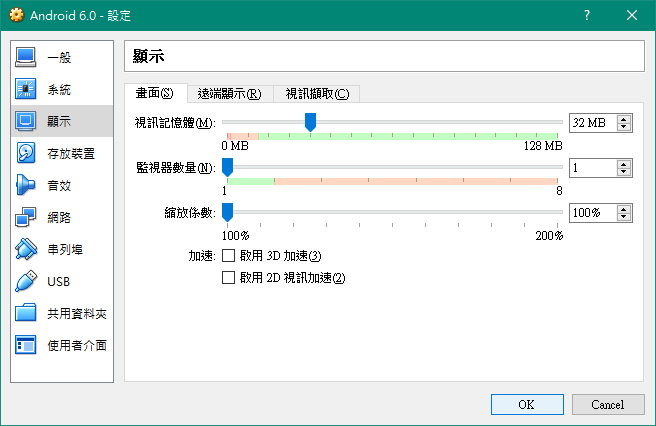 Android 6.0 - 設定
一般
系統
顯示
存放裝置
音效
網路
串列埠
USB
共用資料夾
使用者介面
顯示
畫面(S) 遠端顯示(R) 視訊擷取(C)
視訊記憶體(M): 32 MB
0 MB 128 MB
監視器數量(N): 1
1 8
縮放係數: 100%
100% 200%
加速: 啟用 3D 加速(3)
啟用 2D 視訊加速(2)
OK Cancel